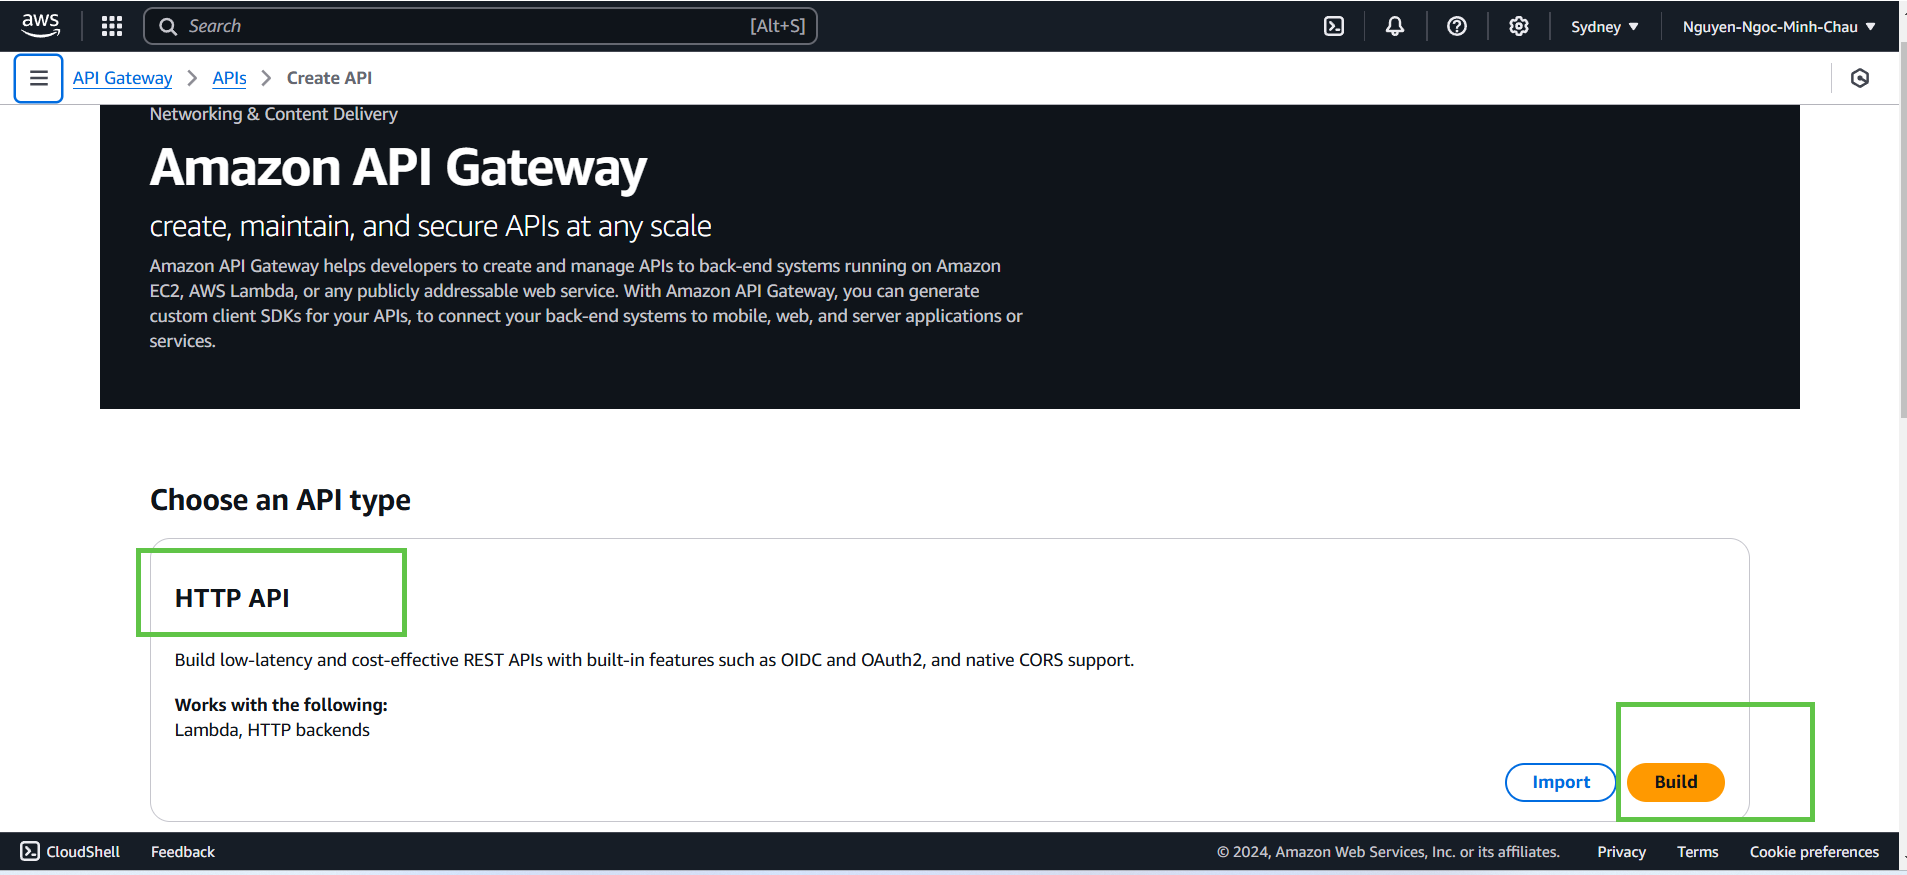 aws
Search [Alt+S]
Sydney ▼
Nguyen-Ngoc-Minh-Chau ▼
API Gateway > APIs > Create API
Networking & Content Delivery
Amazon API Gateway
create, maintain, and secure APIs at any scale
Amazon API Gateway helps developers to create and manage APIs to back-end systems running on Amazon
EC2, AWS Lambda, or any publicly addressable web service. With Amazon API Gateway, you can generate
custom client SDKs for your APIs, to connect your back-end systems to mobile, web, and server applications or
services.
Choose an API type
HTTP API
Build low-latency and cost-effective REST APIs with built-in features such as OIDC and OAuth2, and native CORS support.
Works with the following:
Lambda, HTTP backends
Import
Build
CloudShell
Feedback
© 2024, Amazon Web Services, Inc. or its affiliates.
Privacy
Terms
Cookie preferences